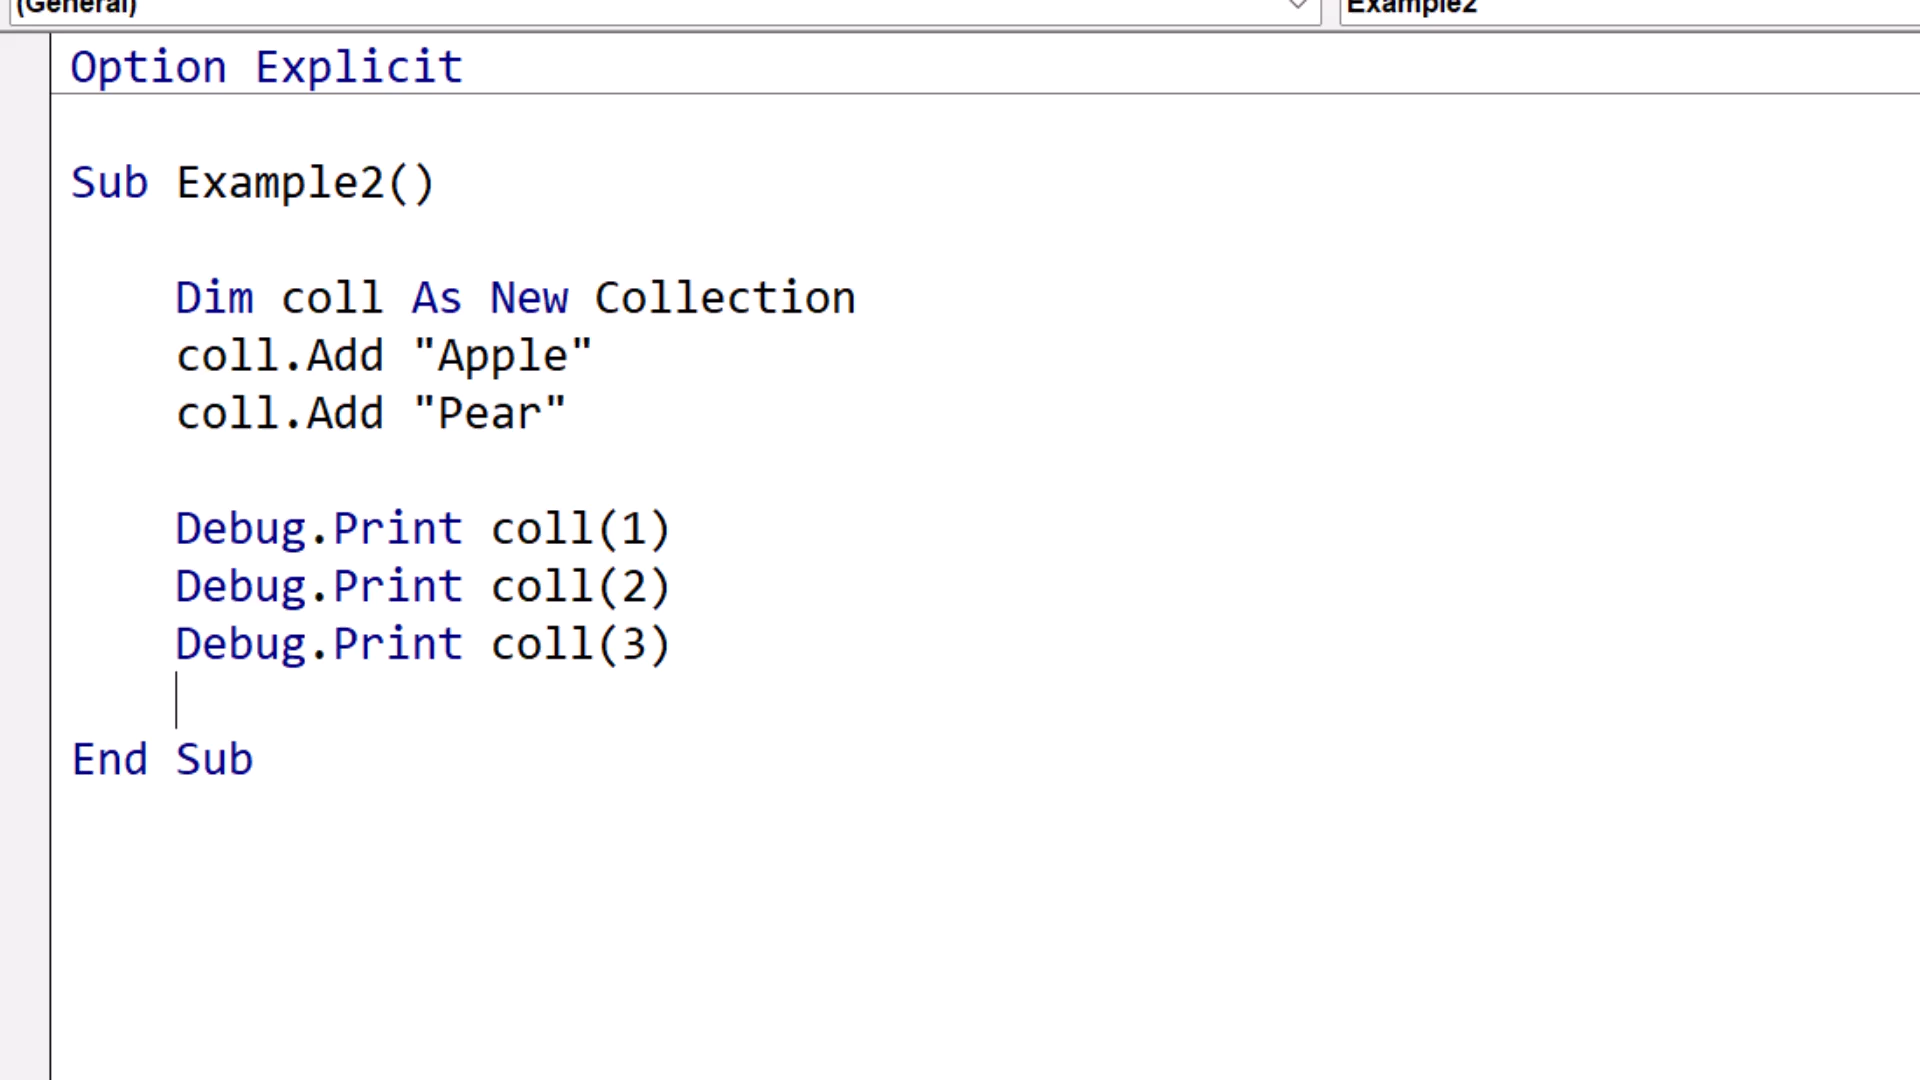 (General)
Example2
Option Explicit
Sub Example2()
Dim coll As New Collection
coll.Add "Apple"
coll.Add "Pear"
Debug.Print coll(1)
Debug.Print coll(2)
Debug.Print coll(3)
End Sub